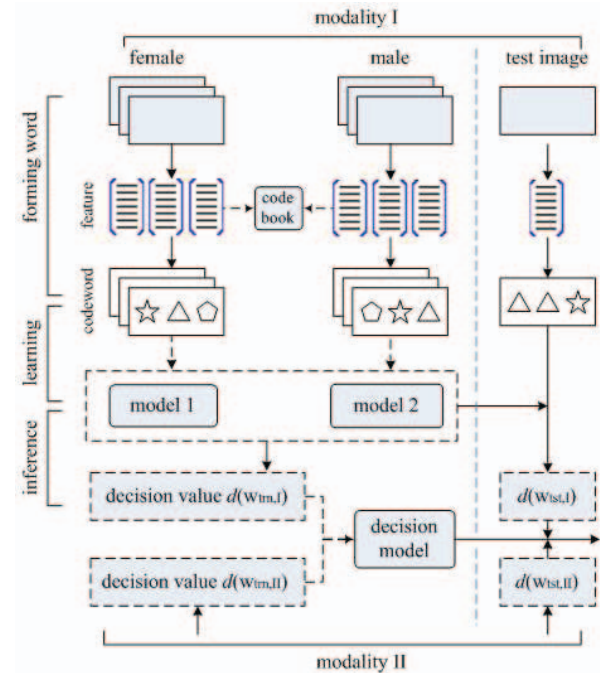 modality I
female
male
test image
forming word
feature
code
book
codeword
learning
model 1
model 2
inference
decision value d(wtrn,I)
d(wtst,I)
decision
model
decision value d(wtrn,II)
d(wtst,II)
modality II